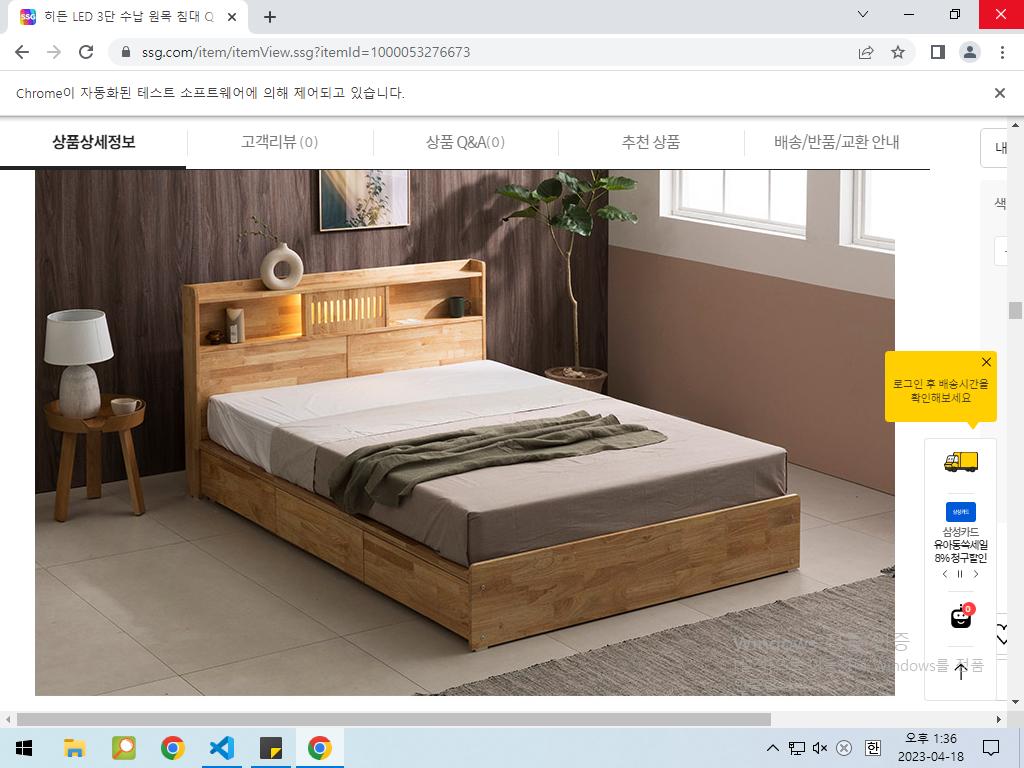 히든 LED 3단 수납 원목 침대 Q
ssg.com/item/itemView.ssg?itemId=1000053276673
Chrome이 자동화된 테스트 소프트웨어에 의해 제어되고 있습니다.
상품상세정보
고객리뷰 (0)
상품 Q&A(0)
추천 상품
배송/반품/교환 안내
내
색
로그인 후 배송시간을
확인해보세요
삼성카드
삼성카드
유아동쓱세일
8% 청구할인
0
Windows 정품 인증
Windows를 정품
한
오후 1:36
2023-04-18